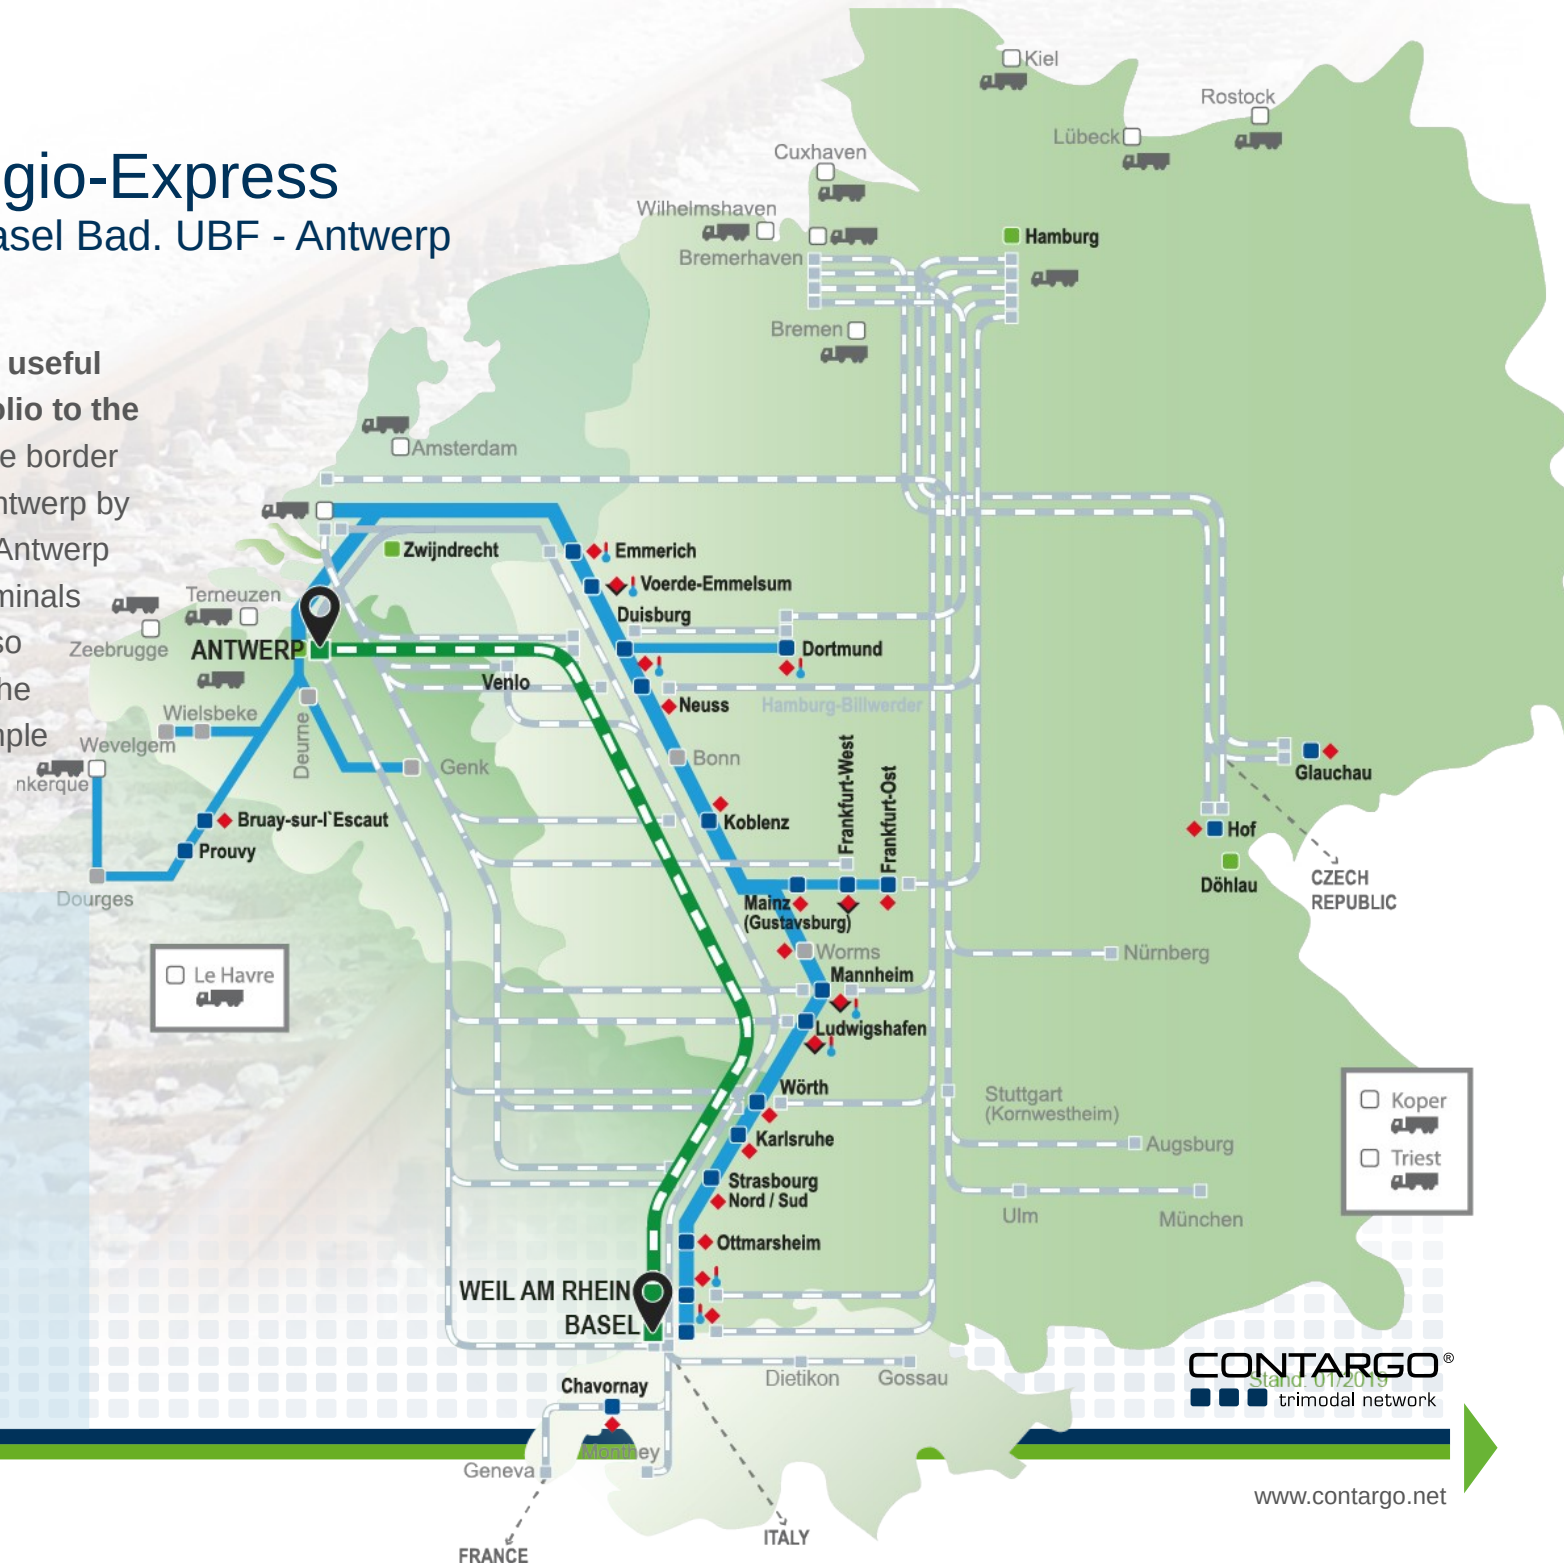 gio-Express
asel Bad. UBF - Antwerp
useful
olio to the
e border
ntwerp by
Antwerp
minals
so
he
nple
Kiel
Rostock
Lübeck
Cuxhaven
Wilhelmshaven
Bremerhaven
Hamburg
Bremen
Amsterdam
Zwijndrecht
Emmerich
Voerde-Emmelsum
Terneuzen
Duisburg
Zeebrugge
ANTWERP
Dortmund
Venlo
Neuss
Hamburg-Billwerder
Wielsbeke
Wevelgem
Deurne
Genk
Bonn
nkerque
Frankfurt-West
Frankfurt-Ost
Glauchau
Bruay-sur-l`Escaut
Koblenz
Prouvy
Hof
Döhlau
CZECH
REPUBLIC
Dourges
Mainz
(Gustavsburg)
Worms
Nürnberg
Le Havre
Mannheim
Ludwigshafen
Wörth
Stuttgart
(Kornwestheim)
Koper
Karlsruhe
Augsburg
Triest
Strasbourg
Nord / Sud
Ulm
München
Ottmarsheim
WEIL AM RHEIN
BASEL
Dietikon
Gossau
Chavornay
Monthey
Geneva
ITALY
FRANCE
CONTARGO®
Stand: 01/2019
trimodal network
www.contargo.net